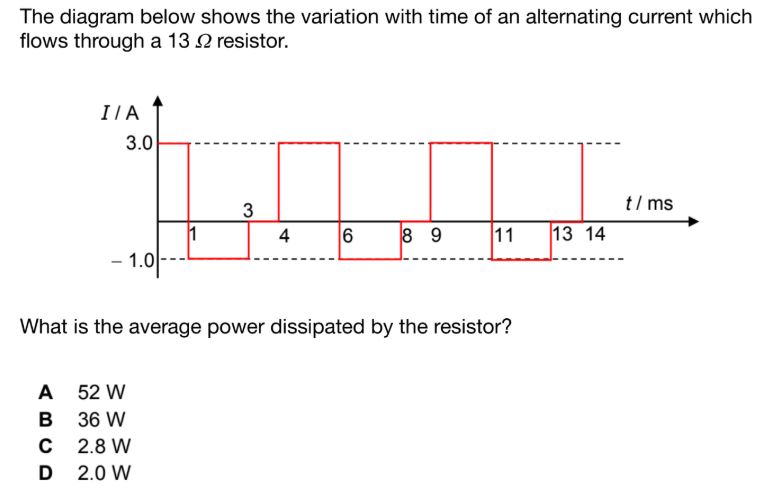 The diagram below shows the variation with time of an alternating current which
flows through a 13 Ω resistor.
I / A
3.0
3
t / ms
1
4
6
8 9
11
13 14
– 1.0
What is the average power dissipated by the resistor?
A 52 W
B 36 W
C 2.8 W
D 2.0 W